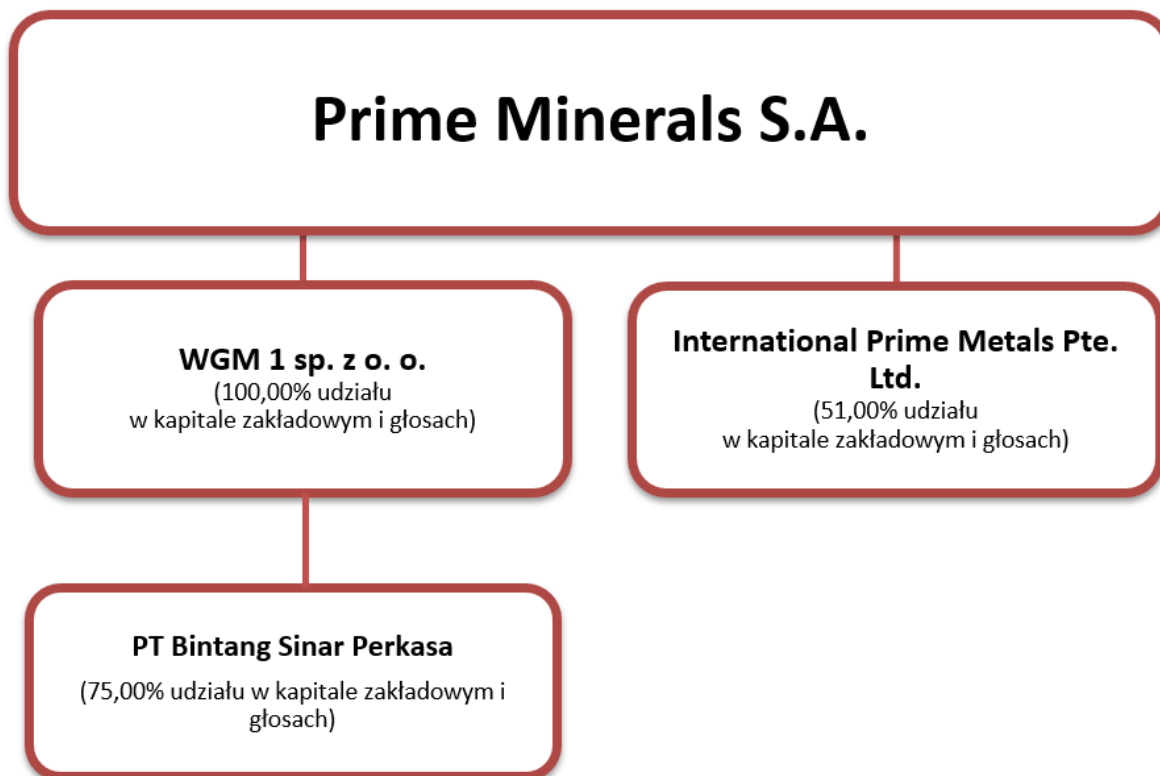 Prime Minerals S.A.
WGM 1 sp. z o. o.
(100,00% udziału
w kapitale zakładowym i głosach)
International Prime Metals Pte.
Ltd.
(51,00% udziału
w kapitale zakładowym i głosach)
PT Bintang Sinar Perkasa
(75,00% udziału w kapitale zakładowym i
głosach)